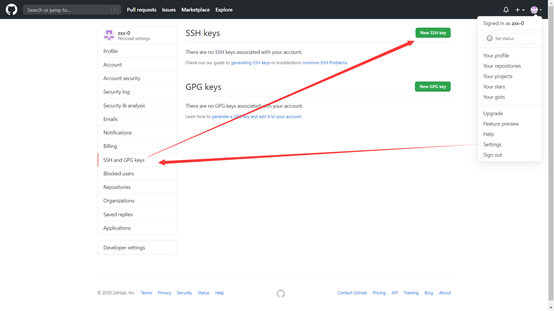 Search or jump to...
/
Pull requests
Issues
Marketplace
Explore
Signed in as zxx-0
Set status
Your profile
Your repositories
Your projects
Your stars
Your gists
Upgrade
Feature preview
Help
Settings
Sign out
zxx-0
Personal settings
Profile
Account
Account security
Security log
Security & analysis
Emails
Notifications
Billing
SSH and GPG keys
Blocked users
Repositories
Organizations
Saved replies
Applications
Developer settings
SSH keys
New SSH key
There are no SSH keys associated with your account.
Check out our guide to generating SSH keys or troubleshoot common SSH Problems.
GPG keys
New GPG key
There are no GPG keys associated with your account.
Learn how to generate a GPG key and add it to your account.
© 2020 GitHub, Inc.
Terms
Privacy
Security
Status
Help
Contact GitHub
Pricing
API
Training
Blog
About